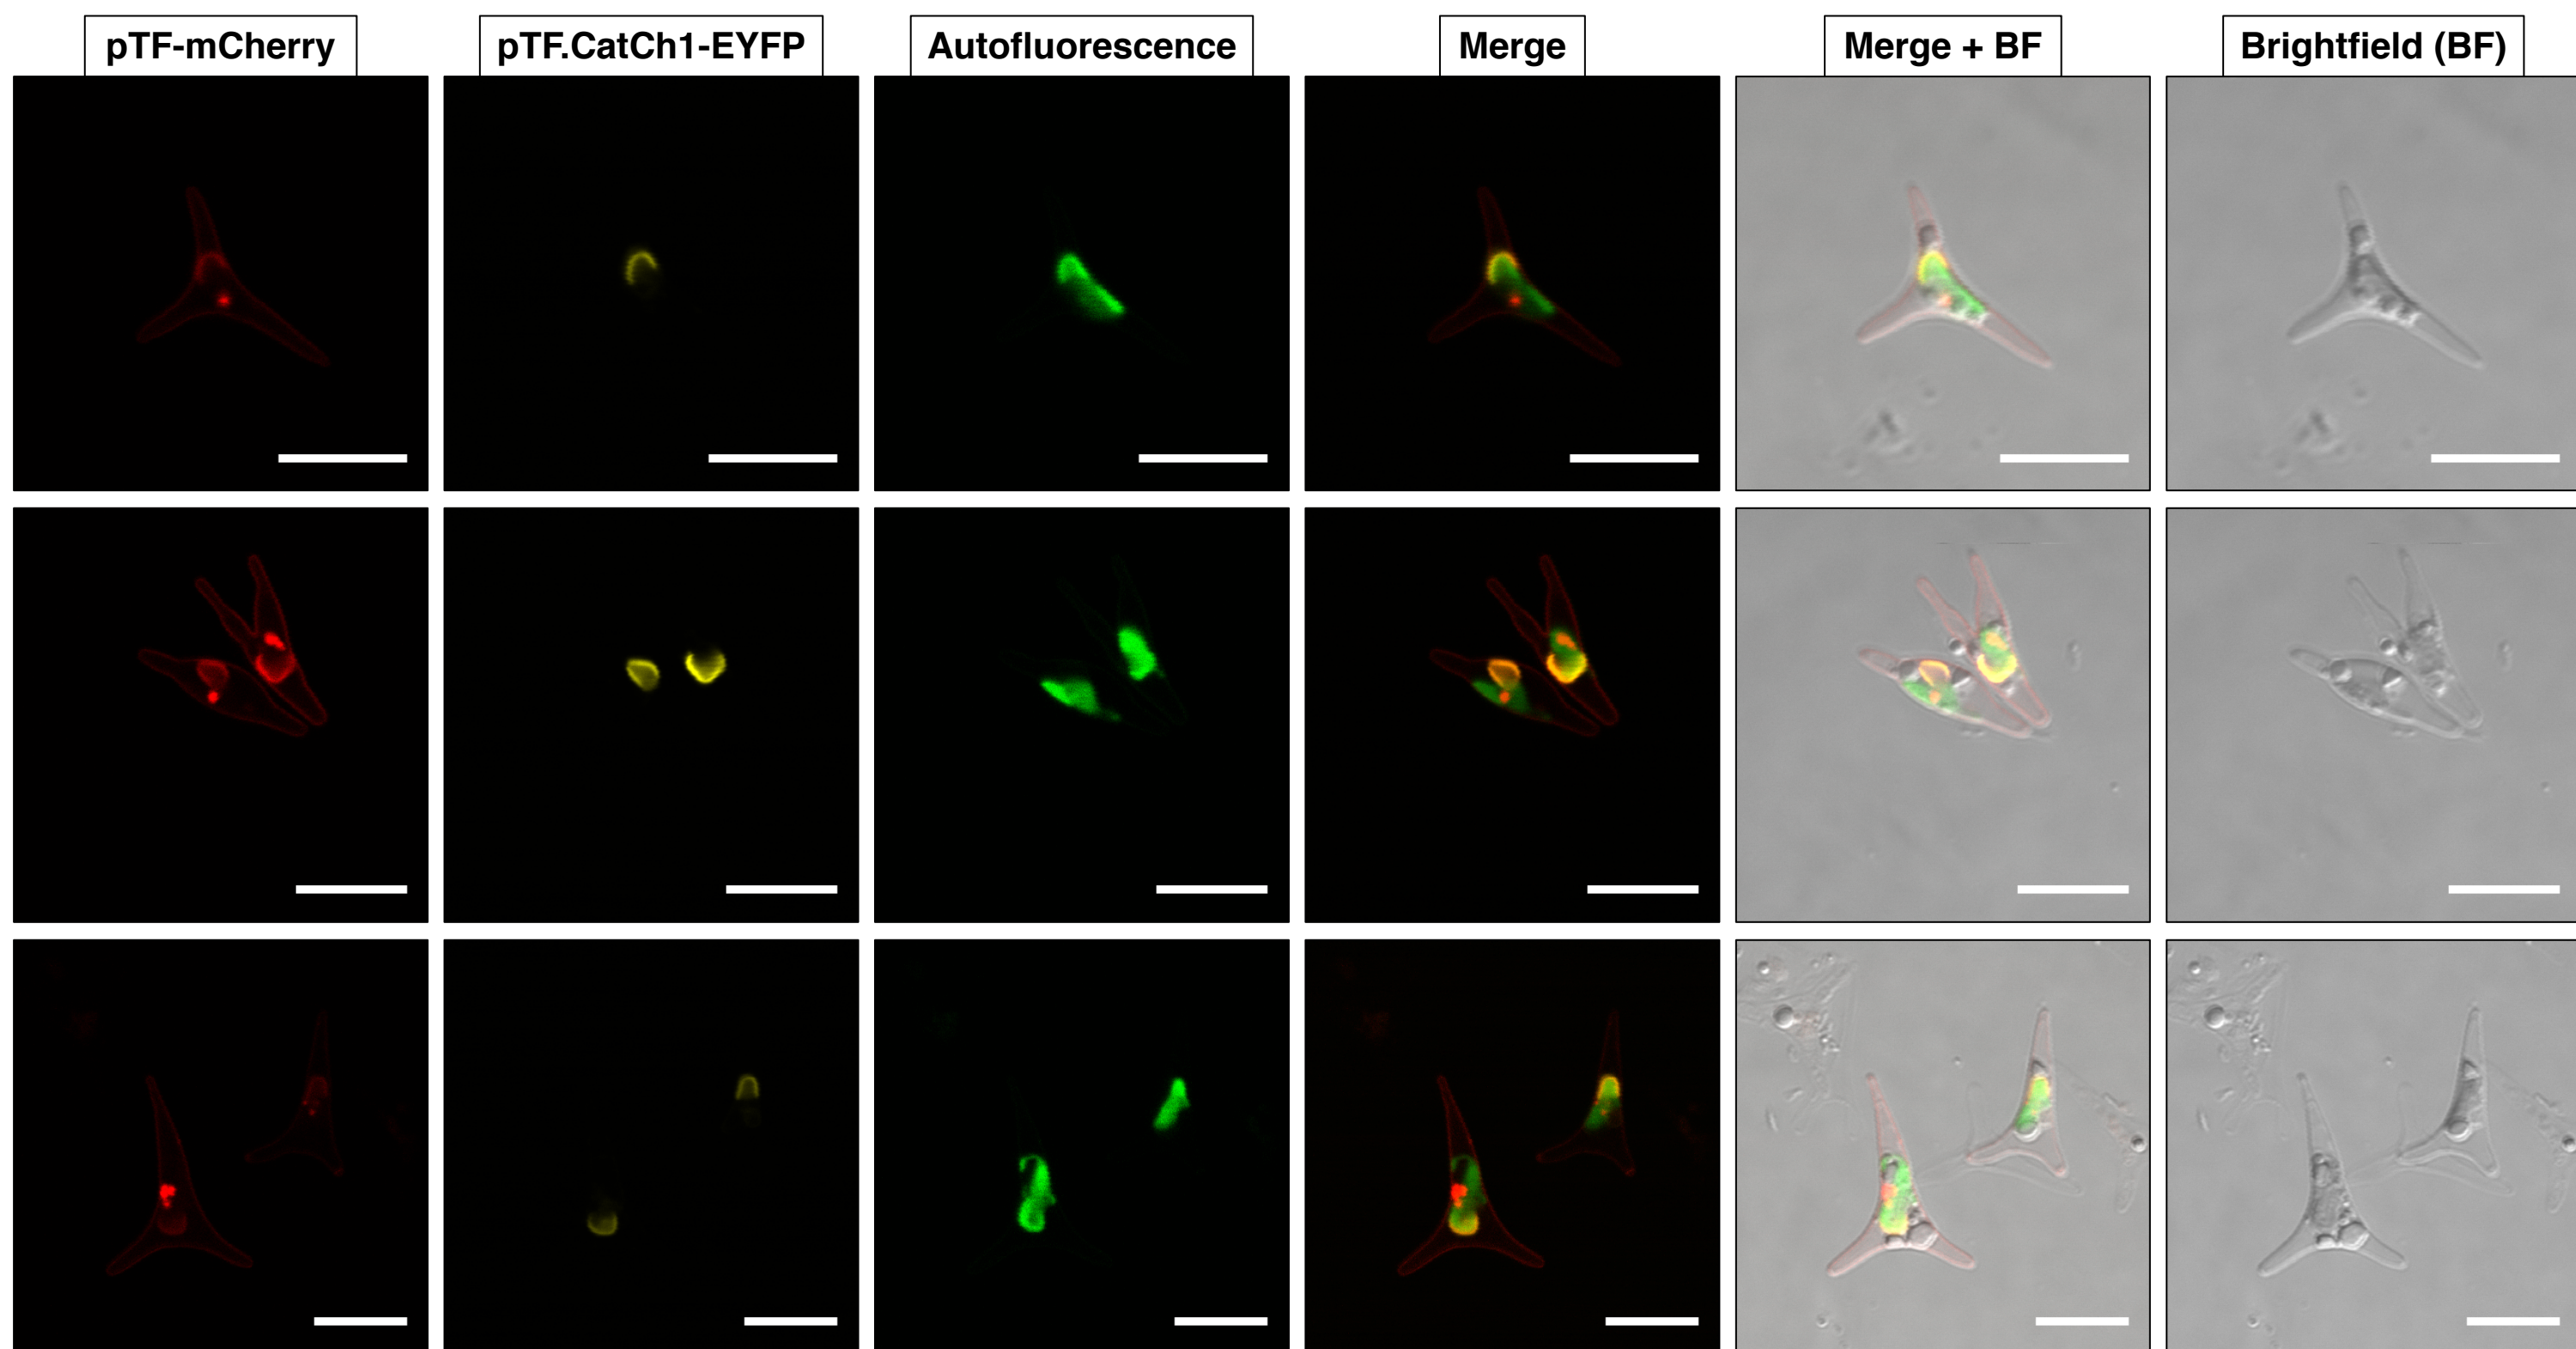 pTF-mCherry
pTF.CatCh1-EYFP
Autofluorescence
Merge
Merge + BF
Brightfield (BF)